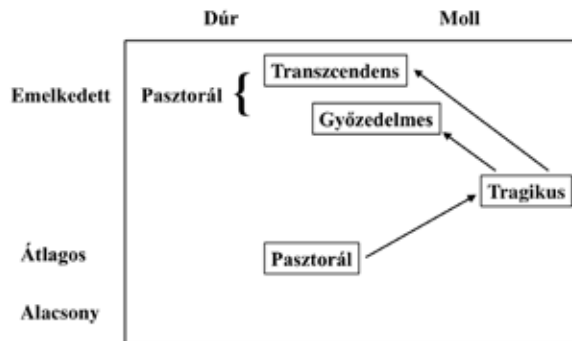 Dúr Moll
Emelkedett Pasztorál { Transzcendens
Győzedelmes
Tragikus
Átlagos Pasztorál
Alacsony